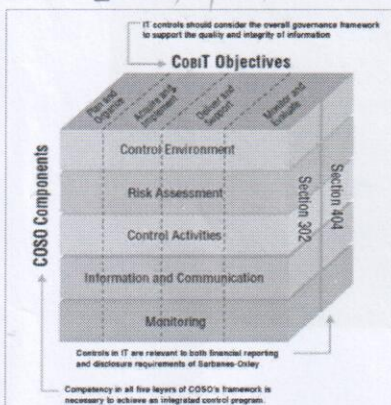 IT controls should consider the overall governance framework
to support the quality and integrity of information
COBIT Objectives
Plan and
Organize
Acquire and
Implement
Deliver and
Support
Monitor and
Evaluate
COSO Components
Control Environment
Risk Assessment
Control Activities
Information and Communication
Monitoring
Section 302
Section 404
Controls in IT are relevant to both financial reporting
and disclosure requirements of Sarbanes-Oxley
Competency in all five layers of COSO's framework is
necessary to achieve an integrated control program.